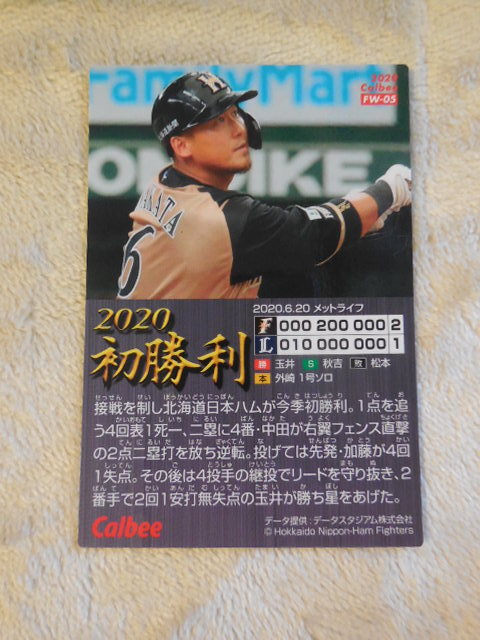 FamilyMart
2020
Calbee
FW-05
NAKATA
6
2020
初勝利
2020.6.20 メットライフ
F 000 200 000 2
L 010 000 000 1
勝 玉井 S 秋吉 敗 松本
本 外崎 1号ソロ
接戦を制し北海道日本ハムが今季初勝利。1点を追
う4回表1死一、二塁に4番・中田が右翼フェンス直撃
の2点二塁打を放ち逆転。投げては先発・加藤が4回
1失点。その後は4投手の継投でリードを守り抜き、2
番手で2回1安打無失点の玉井が勝ち星をあげた。
Calbee
データ提供:データスタジアム株式会社
© Hokkaido Nippon-Ham Fighters